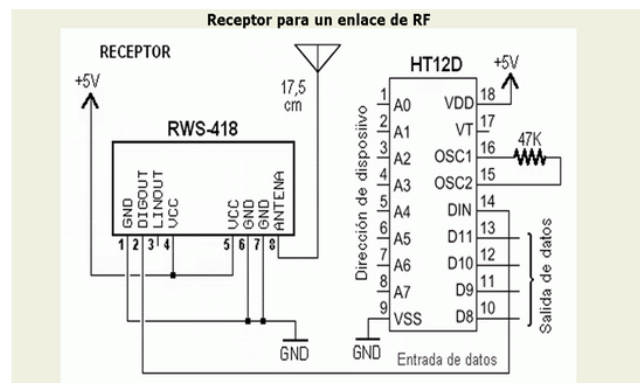 Receptor para un enlace de RF
RECEPTOR
+5V
17,5
cm
RWS-418
GND
DIGOUT
LINOUT
VCC
VCC
GND
GND
ANTENA
1 2 3 4 5 6 7 8
GND
HT12D
+5V
47K
Dirección de disposiivo
1 A0 VDD 18
2 A1 VT 17
3 A2 OSC1 16
4 A3 OSC2 15
5 A4 DIN 14
6 A5 D11 13
7 A6 D10 12
8 A7 D9 11
9 VSS D8 10
Salida de datos
GND
Entrada de datos